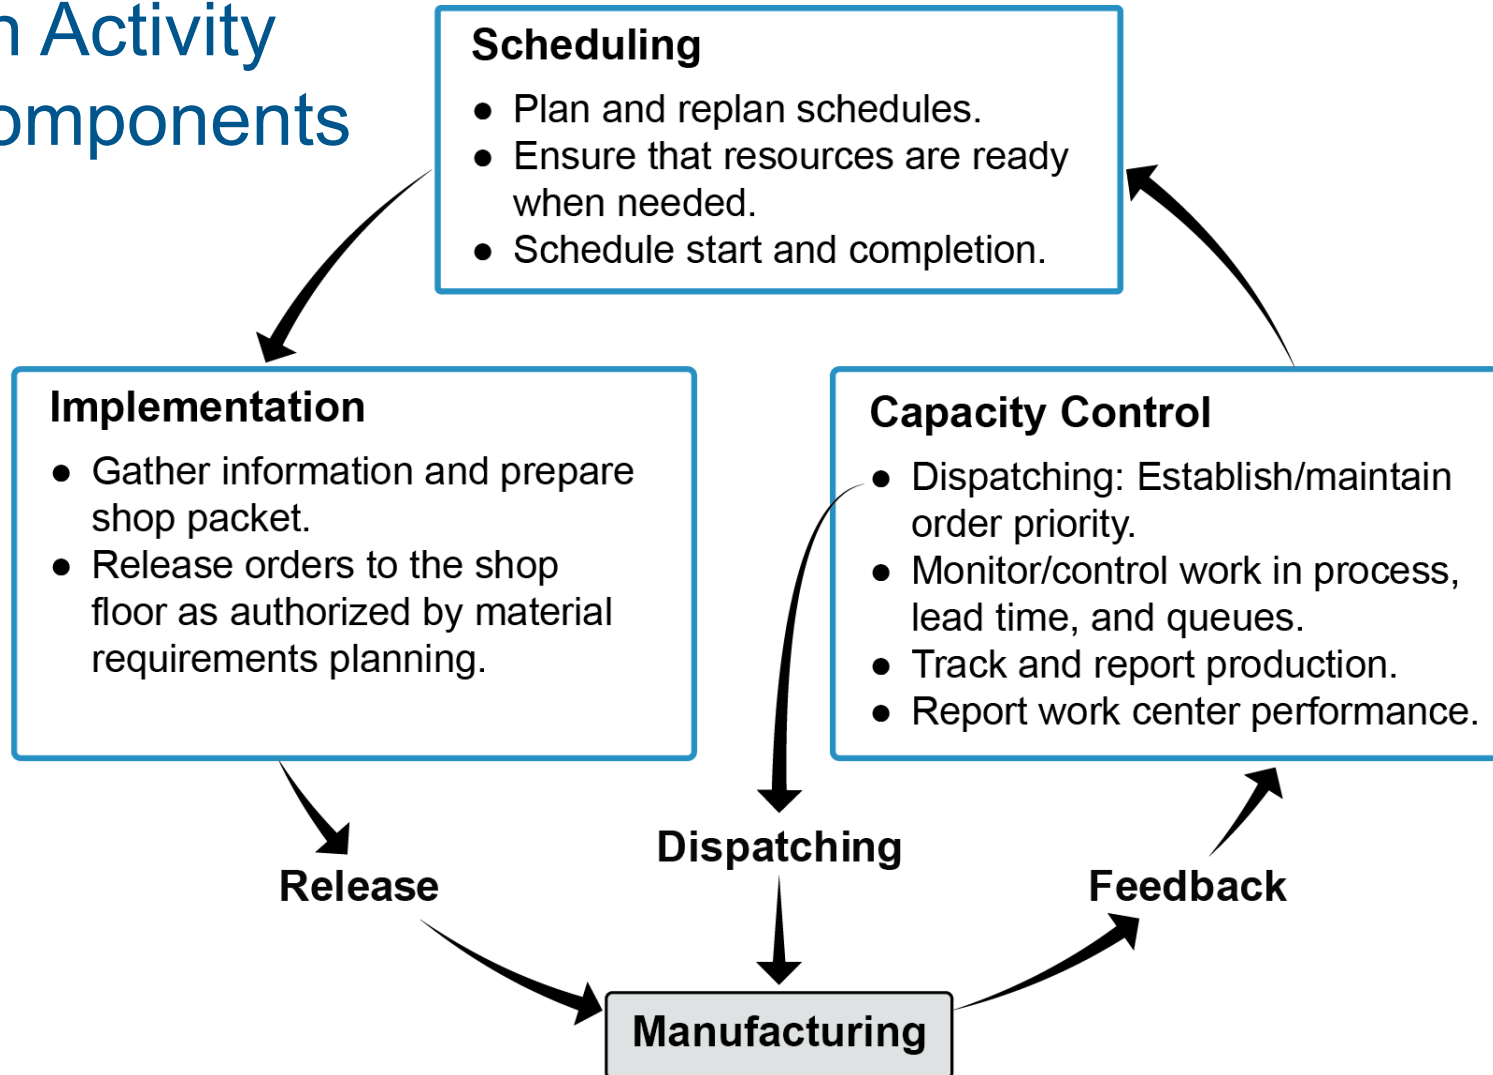 n Activity
omponents
Scheduling
● Plan and replan schedules.
● Ensure that resources are ready
when needed.
● Schedule start and completion.
Implementation
● Gather information and prepare
shop packet.
● Release orders to the shop
floor as authorized by material
requirements planning.
Capacity Control
● Dispatching: Establish/maintain
order priority.
● Monitor/control work in process,
lead time, and queues.
● Track and report production.
● Report work center performance.
Dispatching
Release
Feedback
Manufacturing